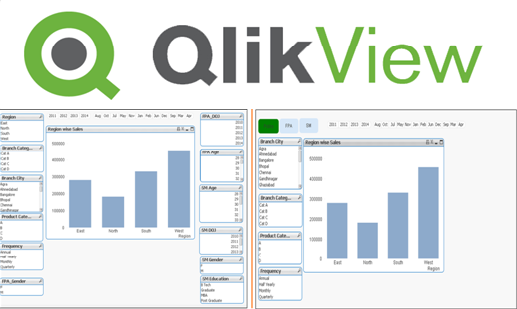 QlikView
Region
East
North
South
West
Branch Categ...
Cat A
Cat B
Cat C
Cat D
Branch City
Agra
Ahmedabad
Bangalore
Bhopal
Chennai
Gandhinagar
Product Cate...
A
B
C
D
Frequency
Annual
Half Yearly
Monthly
Quarterly
FPA_Gender
2011 2012 2013 2014 Aug Oct Jul Nov Jan Feb Dec Jun May Sep Mar Apr
Region wise Sales
500000
400000
300000
200000
100000
0
East North South West
Region
FPA_DOJ
2010
2011
2012
2014
FPA Age
SM Age
SM DOJ
2010
2011
2012
SM Gender
SM Education
B Tech
Graduate
MBA
Post Graduate
FPA SM
2011 2012 2013 2014 Aug Oct Jul Nov Jan Feb Dec Jun May Sep Mar Apr
Branch City
Agra
Ahmedabad
Bangalore
Bhopal
Chennai
Gandhinagar
Ghaziabad
Branch Categ...
Cat A
Cat B
Cat C
Cat D
Product Cate...
A
B
C
D
Frequency
Annual
Half Yearly
Monthly
Quarterly
Region wise Sales
500000
400000
300000
200000
100000
0
East North South West
Region